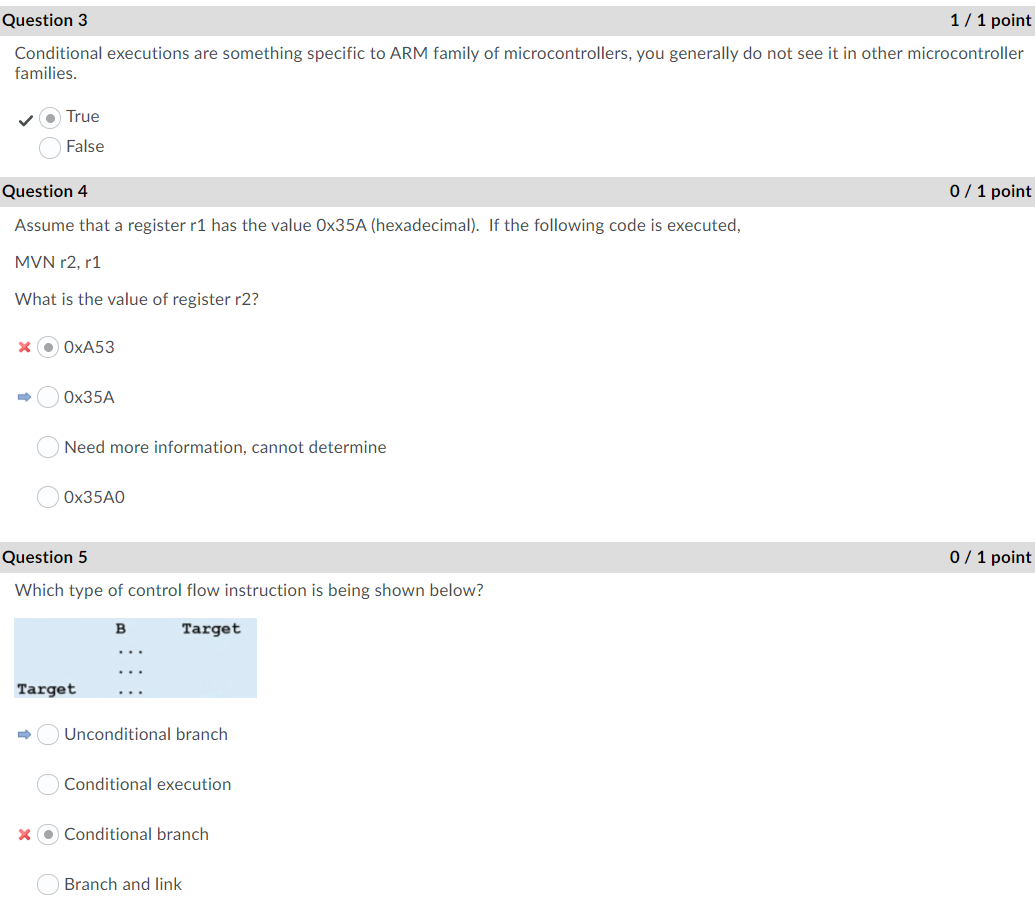 Question 3 1 / 1 point
Conditional executions are something specific to ARM family of microcontrollers, you generally do not see it in other microcontroller
families.
True
False
Question 4 0 / 1 point
Assume that a register r1 has the value 0x35A (hexadecimal). If the following code is executed,
MVN r2, r1
What is the value of register r2?
0xA53
0x35A
Need more information, cannot determine
0x35A0
Question 5 0 / 1 point
Which type of control flow instruction is being shown below?
B Target
...
...
Target ...
Unconditional branch
Conditional execution
Conditional branch
Branch and link